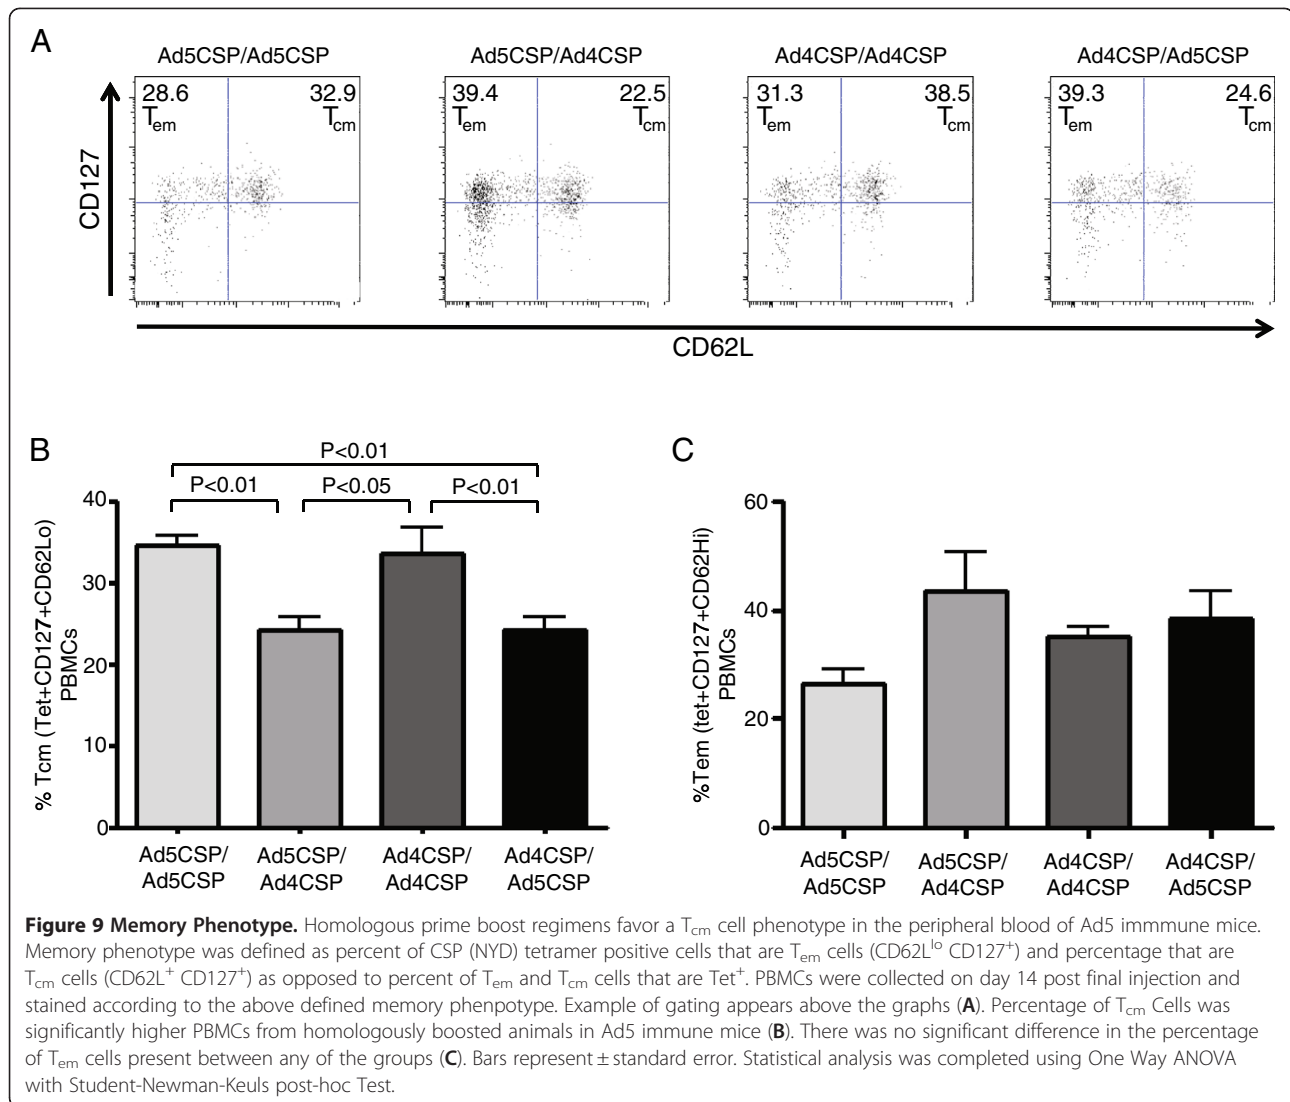 A
Ad5CSP/Ad5CSP
Ad5CSP/Ad4CSP
Ad4CSP/Ad4CSP
Ad4CSP/Ad5CSP
28.6
Tem
32.9
Tcm
39.4
Tem
22.5
Tcm
31.3
Tem
38.5
Tcm
39.3
Tem
24.6
Tcm
CD127
CD62L
B
P<0.01
P<0.01
P<0.05
P<0.01
% Tcm (Tet+CD127+CD62Lo)
PBMCs
40
30
20
10
0
Ad5CSP/
Ad5CSP
Ad5CSP/
Ad4CSP
Ad4CSP/
Ad4CSP
Ad4CSP/
Ad5CSP
C
%Tem (tet+CD127+CD62Hi)
PBMCs
60
40
20
0
Ad5CSP/
Ad5CSP
Ad5CSP/
Ad4CSP
Ad4CSP/
Ad4CSP
Ad4CSP/
Ad5CSP
Figure 9 Memory Phenotype. Homologous prime boost regimens favor a Tcm cell phenotype in the peripheral blood of Ad5 immmune mice.
Memory phenotype was defined as percent of CSP (NYD) tetramer positive cells that are Tem cells (CD62Llo CD127+) and percentage that are
Tcm cells (CD62L+ CD127+) as opposed to percent of Tem and Tcm cells that are Tet+. PBMCs were collected on day 14 post final injection and
stained according to the above defined memory phenpotype. Example of gating appears above the graphs (A). Percentage of Tcm Cells was
significantly higher PBMCs from homologously boosted animals in Ad5 immune mice (B). There was no significant difference in the percentage
of Tem cells present between any of the groups (C). Bars represent ± standard error. Statistical analysis was completed using One Way ANOVA
with Student-Newman-Keuls post-hoc Test.